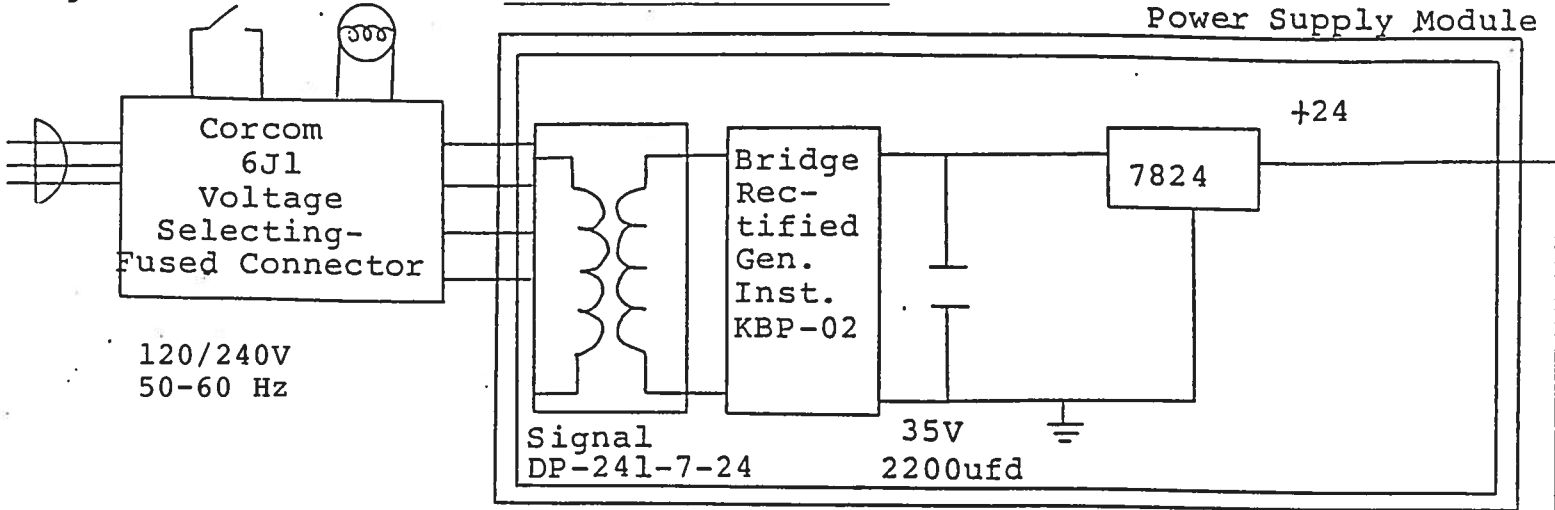 Power Supply Module
Corcom
6J1
Voltage
Selecting-
Fused Connector
120/240V
50-60 Hz
Bridge
Rec-
tified
Gen.
Inst.
KBP-02
7824
+24
Signal
DP-241-7-24
35V
2200ufd